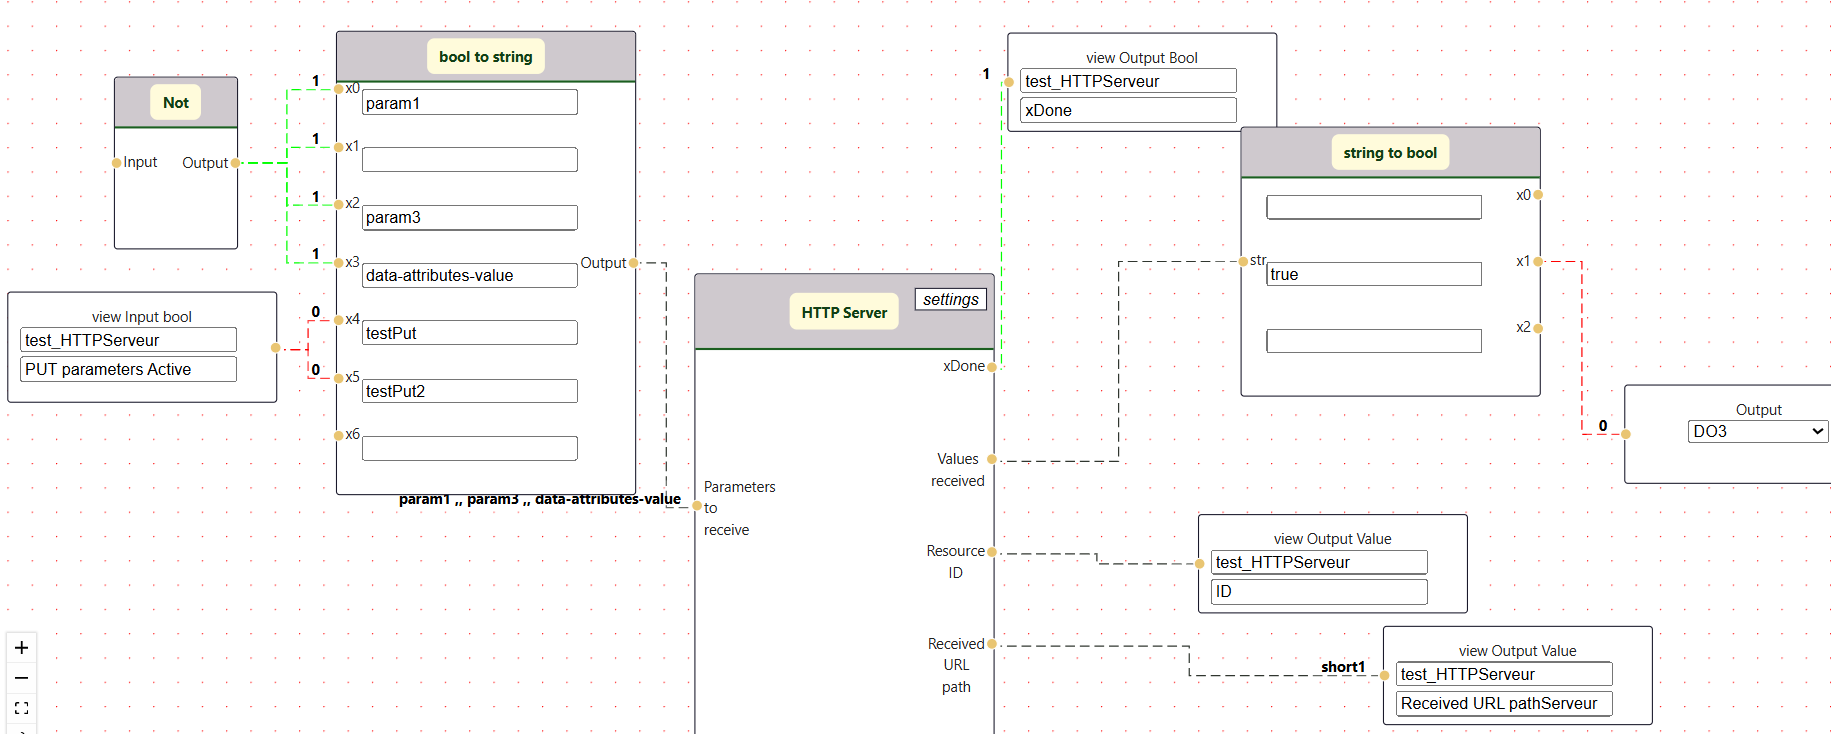 Not
Input
Output
bool to string
1
x0
param1
1
x1
1
x2
param3
1
x3
data-attributes-value
Output
0
x4
testPut
0
x5
testPut2
x6
view Input bool
test_HTTPServeur
PUT parameters Active
param1 ,, param3 ,, data-attributes-value
HTTP Server
settings
xDone
Values
received
Parameters
to
receive
Resource
ID
Received
URL
path
1
view Output Bool
test_HTTPServeur
xDone
string to bool
x0
str
true
x1
x2
0
Output
DO3
view Output Value
test_HTTPServeur
ID
short1
view Output Value
test_HTTPServeur
Received URL pathServeur